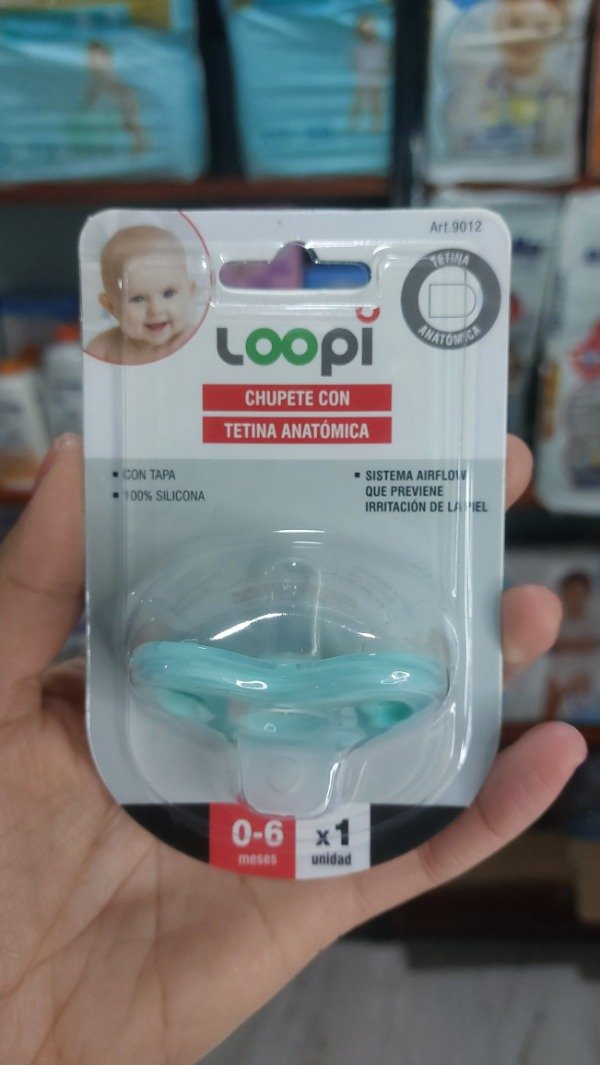 Art.9012
TETINA
ANATÓMICA
LOOPi
CHUPETE CON
TETINA ANATÓMICA
CON TAPA
100% SILICONA
SISTEMA AIRFLOW
QUE PREVIENE
IRRITACIÓN DE LA PIEL
0-6
meses
x1
unidad